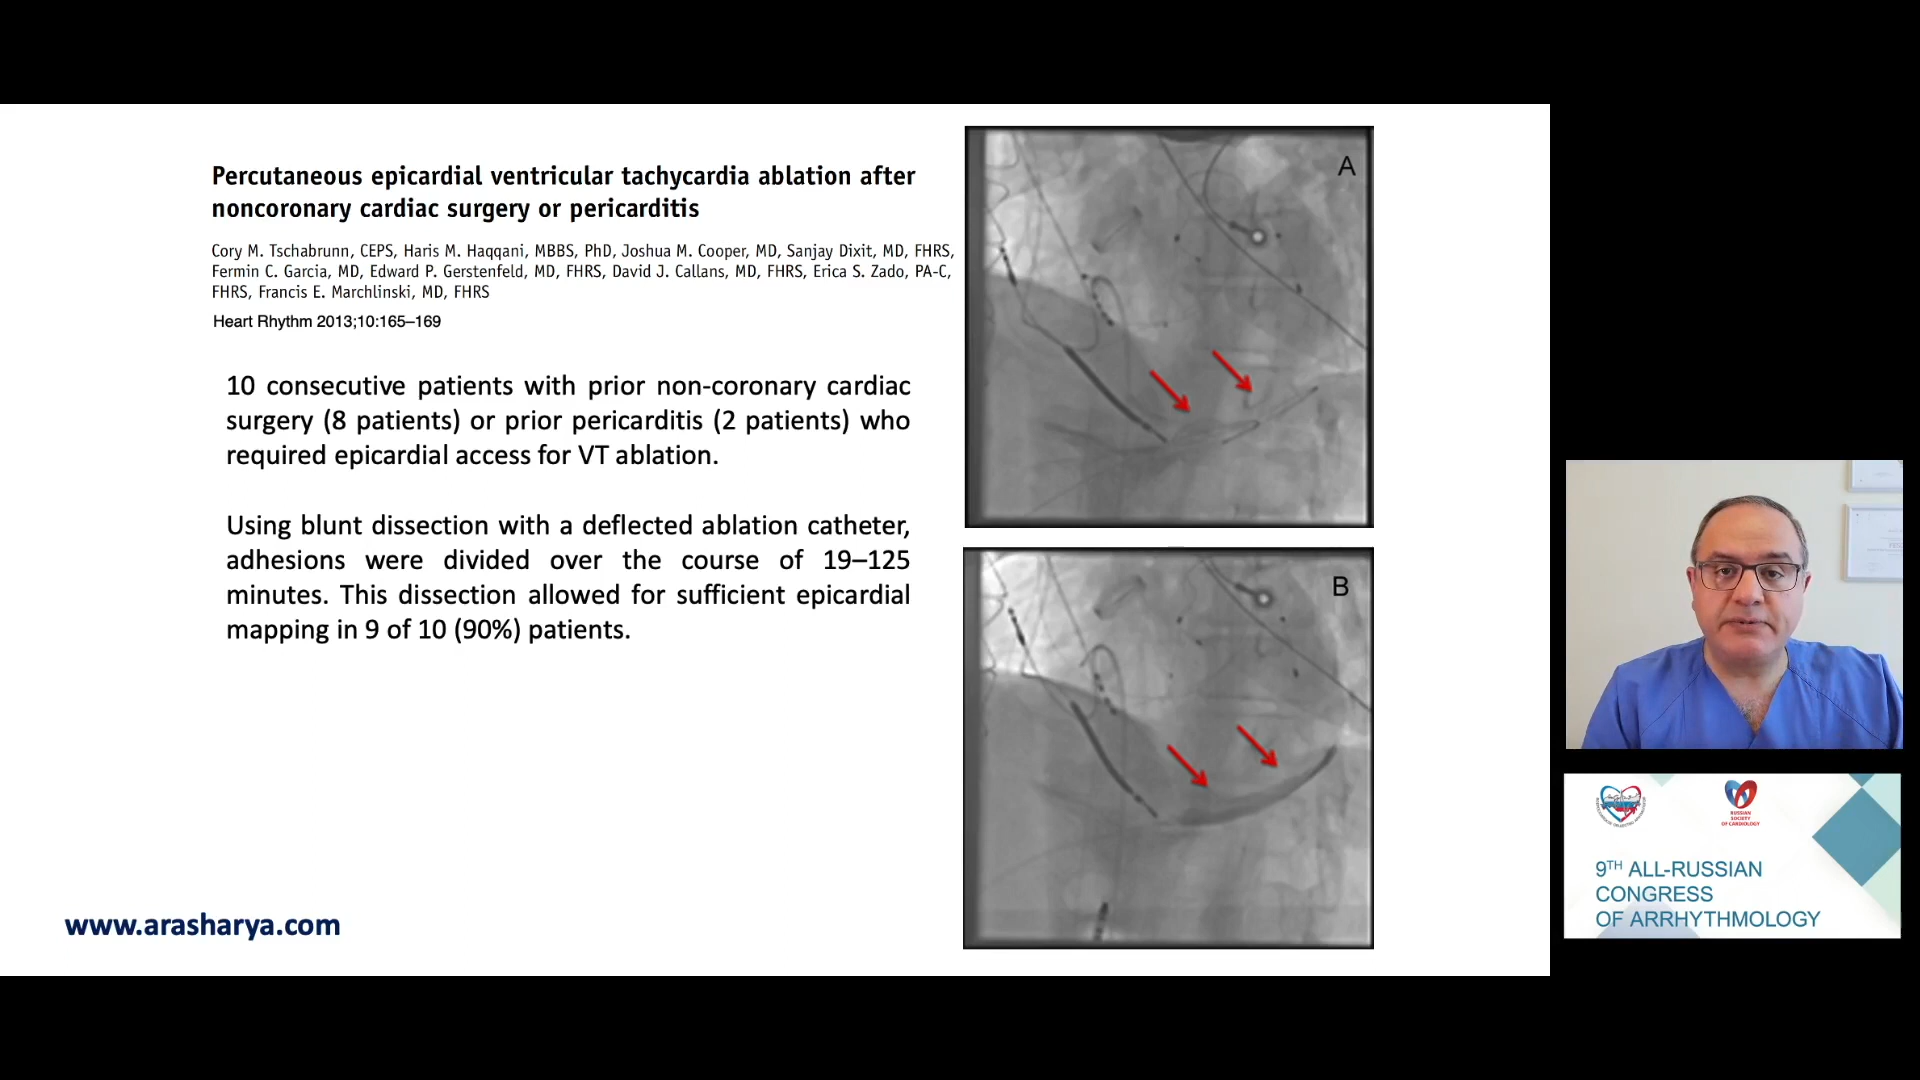 Percutaneous epicardial ventricular tachycardia ablation after
noncoronary cardiac surgery or pericarditis
Cory M. Tschabrunn, CEPS, Haris M. Haqqani, MBBS, PhD, Joshua M. Cooper, MD, Sanjay Dixit, MD, FHRS,
Fermin C. Garcia, MD, Edward P. Gerstenfeld, MD, FHRS, David J. Callans, MD, FHRS, Erica S. Zado, PA-C,
FHRS, Francis E. Marchlinski, MD, FHRS
Heart Rhythm 2013;10:165–169
10 consecutive patients with prior non-coronary cardiac
surgery (8 patients) or prior pericarditis (2 patients) who
required epicardial access for VT ablation.
Using blunt dissection with a deflected ablation catheter,
adhesions were divided over the course of 19–125
minutes. This dissection allowed for sufficient epicardial
mapping in 9 of 10 (90%) patients.
www.arasharya.com
A
B
RUSSIAN
SOCIETY
OF CARDIOLOGY
9TH ALL-RUSSIAN
CONGRESS
OF ARRHYTHMOLOGY